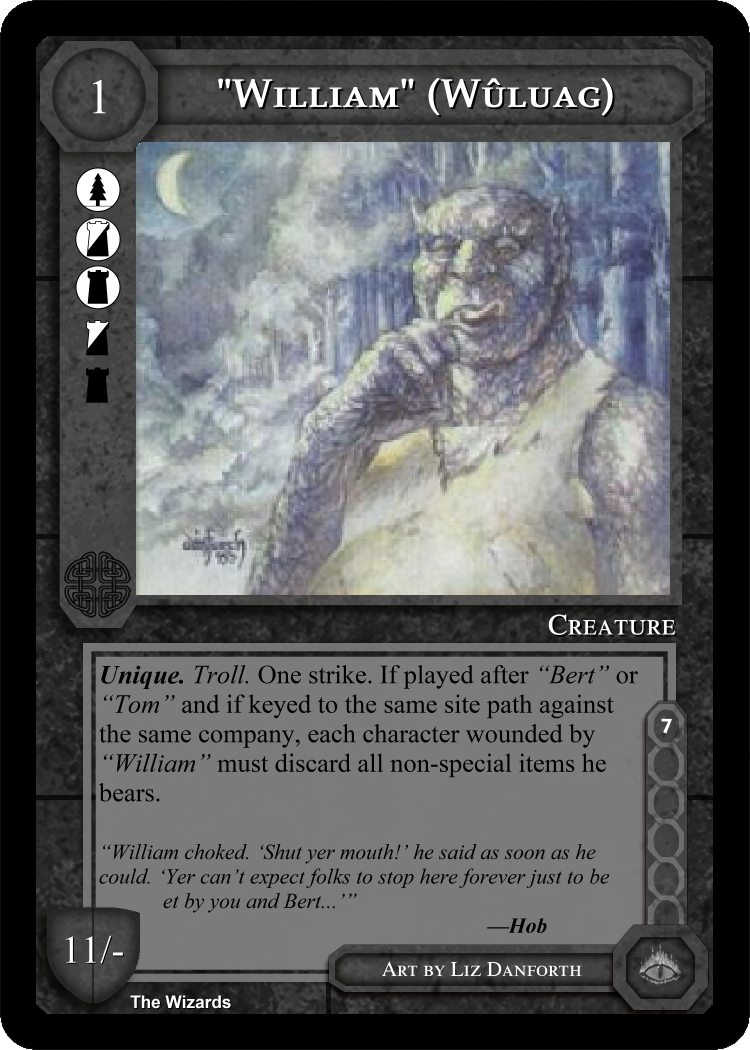 1
"William" (Wûluag)
Creature
Unique. Troll. One strike. If played after “Bert” or
“Tom” and if keyed to the same site path against
the same company, each character wounded by
“William” must discard all non-special items he
bears.
7
“William choked. ‘Shut yer mouth!’ he said as soon as he
could. ‘Yer can’t expect folks to stop here forever just to be
et by you and Bert...’”
—Hob
11/-
Art by Liz Danforth
The Wizards